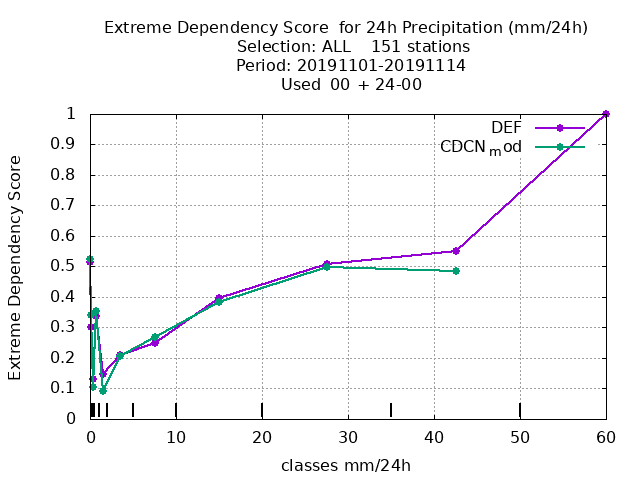 Extreme Dependency Score  for 24h Precipitation (mm/24h)
Selection: ALL    151 stations
Period: 20191101-20191114
Used  00 + 24-00
DEF
CDCN_mod
Extreme Dependency Score
1
0.9
0.8
0.7
0.6
0.5
0.4
0.3
0.2
0.1
0
0 10 20 30 40 50 60
classes mm/24h